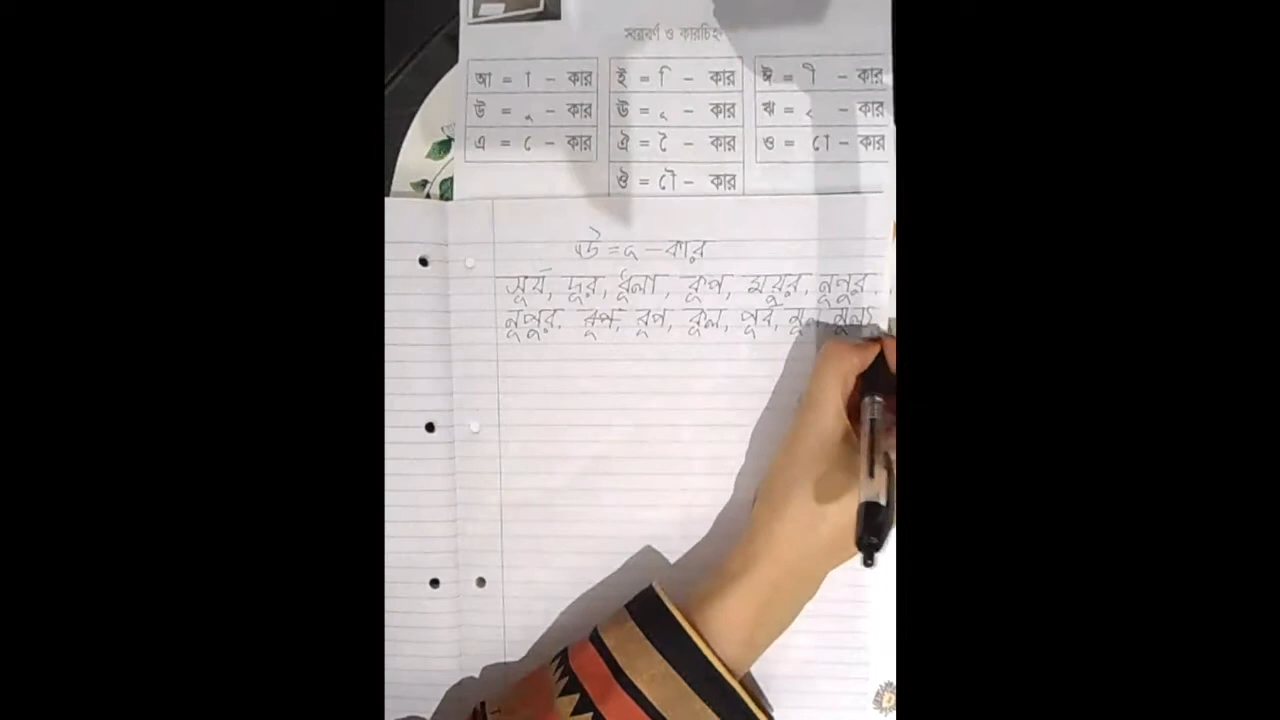 স্বরবর্ণ ও কারচিহ্ন
আ = া - কার ই = ি - কার ঈ = ী - কার
উ = ু - কার ঊ = ূ - কার ঋ = ৃ - কার
এ = ে - কার ঐ = ৈ - কার ও = ো - কার
ঔ = ৌ - কার
ঊ = ূ - কার
সূর্য, দূর, ধূলা, কূপ, ময়ূর, নূপুর
নূপুর, রূপ, কূল, পূর্ব, মূল্য